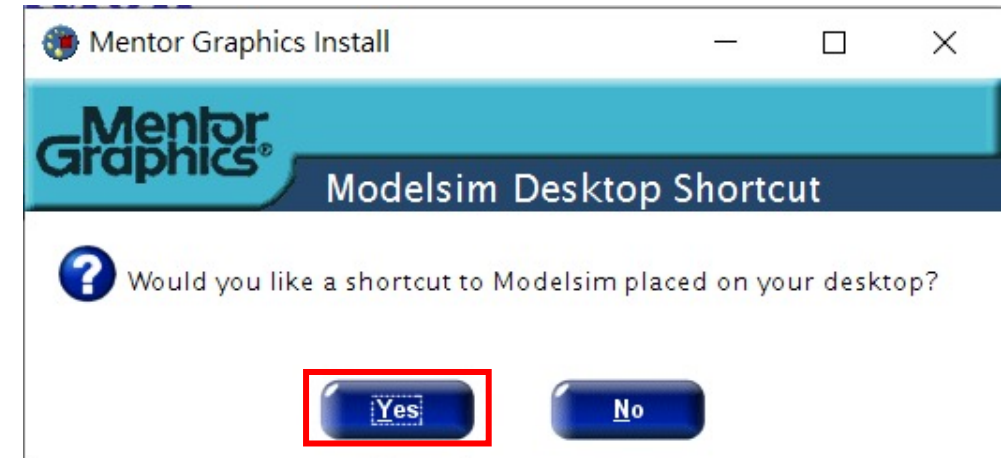 Mentor Graphics Install
Mentor
Graphics®
Modelsim Desktop Shortcut
Would you like a shortcut to Modelsim placed on your desktop?
Yes
No